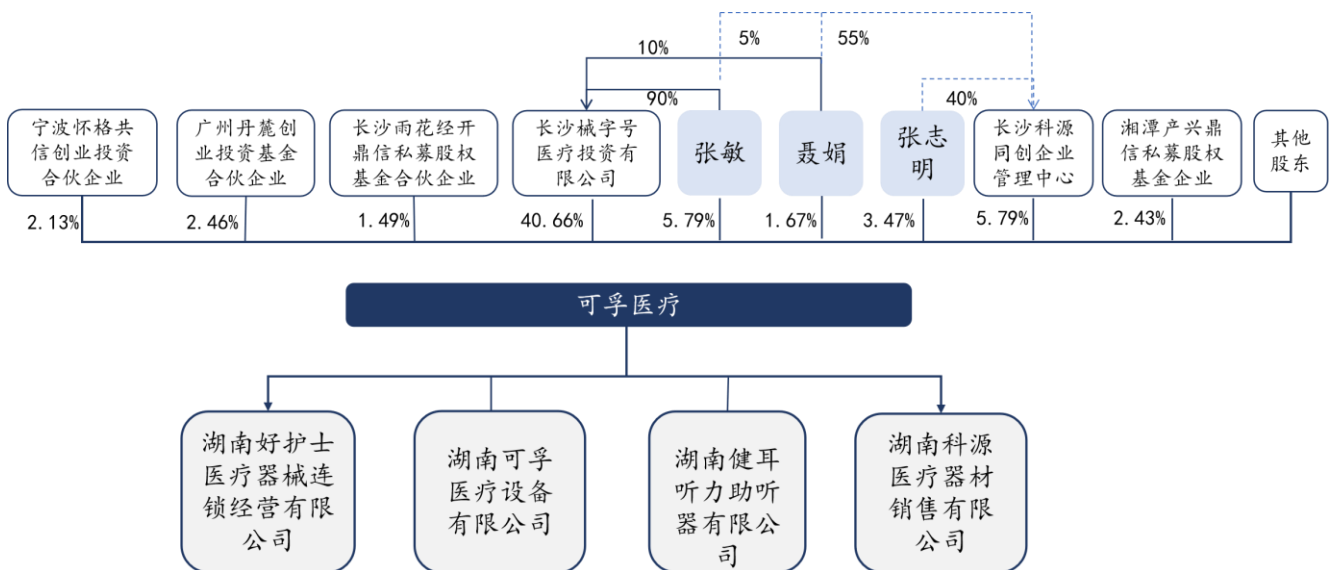 5%
55%
10%
90%
40%
宁波怀格共
信创业投资
合伙企业
广州丹麓创
业投资基金
合伙企业
长沙雨花经开
鼎信私募股权
基金合伙企业
长沙械字号
医疗投资有
限公司
张敏
聂娟
张志
明
长沙科源
同创企业
管理中心
湘潭产兴鼎
信私募股权
基金企业
其他
股东
2.13%
2.46%
1.49%
40.66%
5.79%
1.67%
3.47%
5.79%
2.43%
可孚医疗
湖南好护士
医疗器械连
锁经营有限
公司
湖南可孚
医疗设备
有限公司
湖南健耳
听力助听
器有限公
司
湖南科源
医疗器材
销售有限
公司